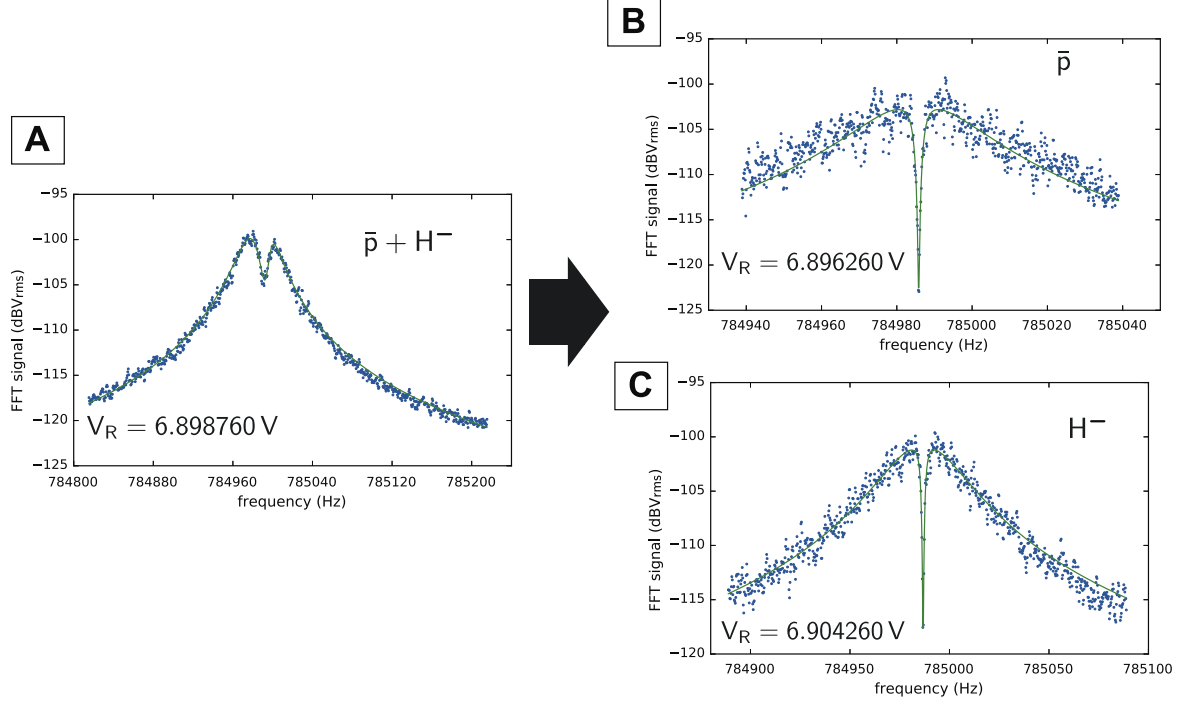 A
FFT signal (dBVrms)
−95
−100
−105
−110
−115
−120
−125
p̄ + H⁻
V_R = 6.898760 V
784800 784880 784960 785040 785120 785200
frequency (Hz)
B
FFT signal (dBVrms)
−95
−100
−105
−110
−115
−120
−125
p̄
V_R = 6.896260 V
784940 784960 784980 785000 785020 785040
frequency (Hz)
C
FFT signal (dBVrms)
−95
−100
−105
−110
−115
−120
H⁻
V_R = 6.904260 V
784900 784950 785000 785050 785100
frequency (Hz)